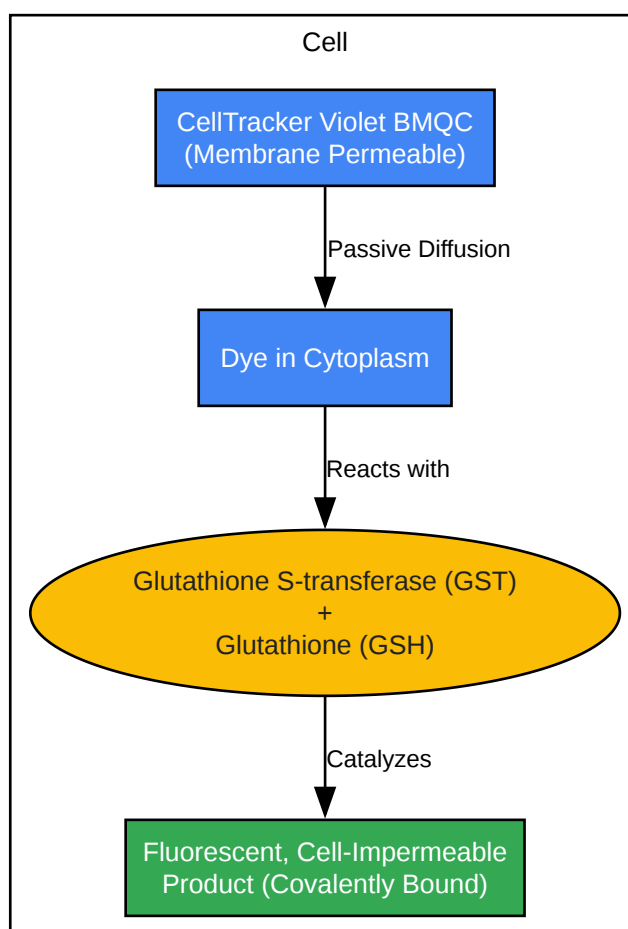 Cell
CellTracker Violet BMQC
(Membrane Permeable)
Passive Diffusion
Dye in Cytoplasm
Reacts with
Glutathione S-transferase (GST)
+
Glutathione (GSH)
Catalyzes
Fluorescent, Cell-Impermeable
Product (Covalently Bound)